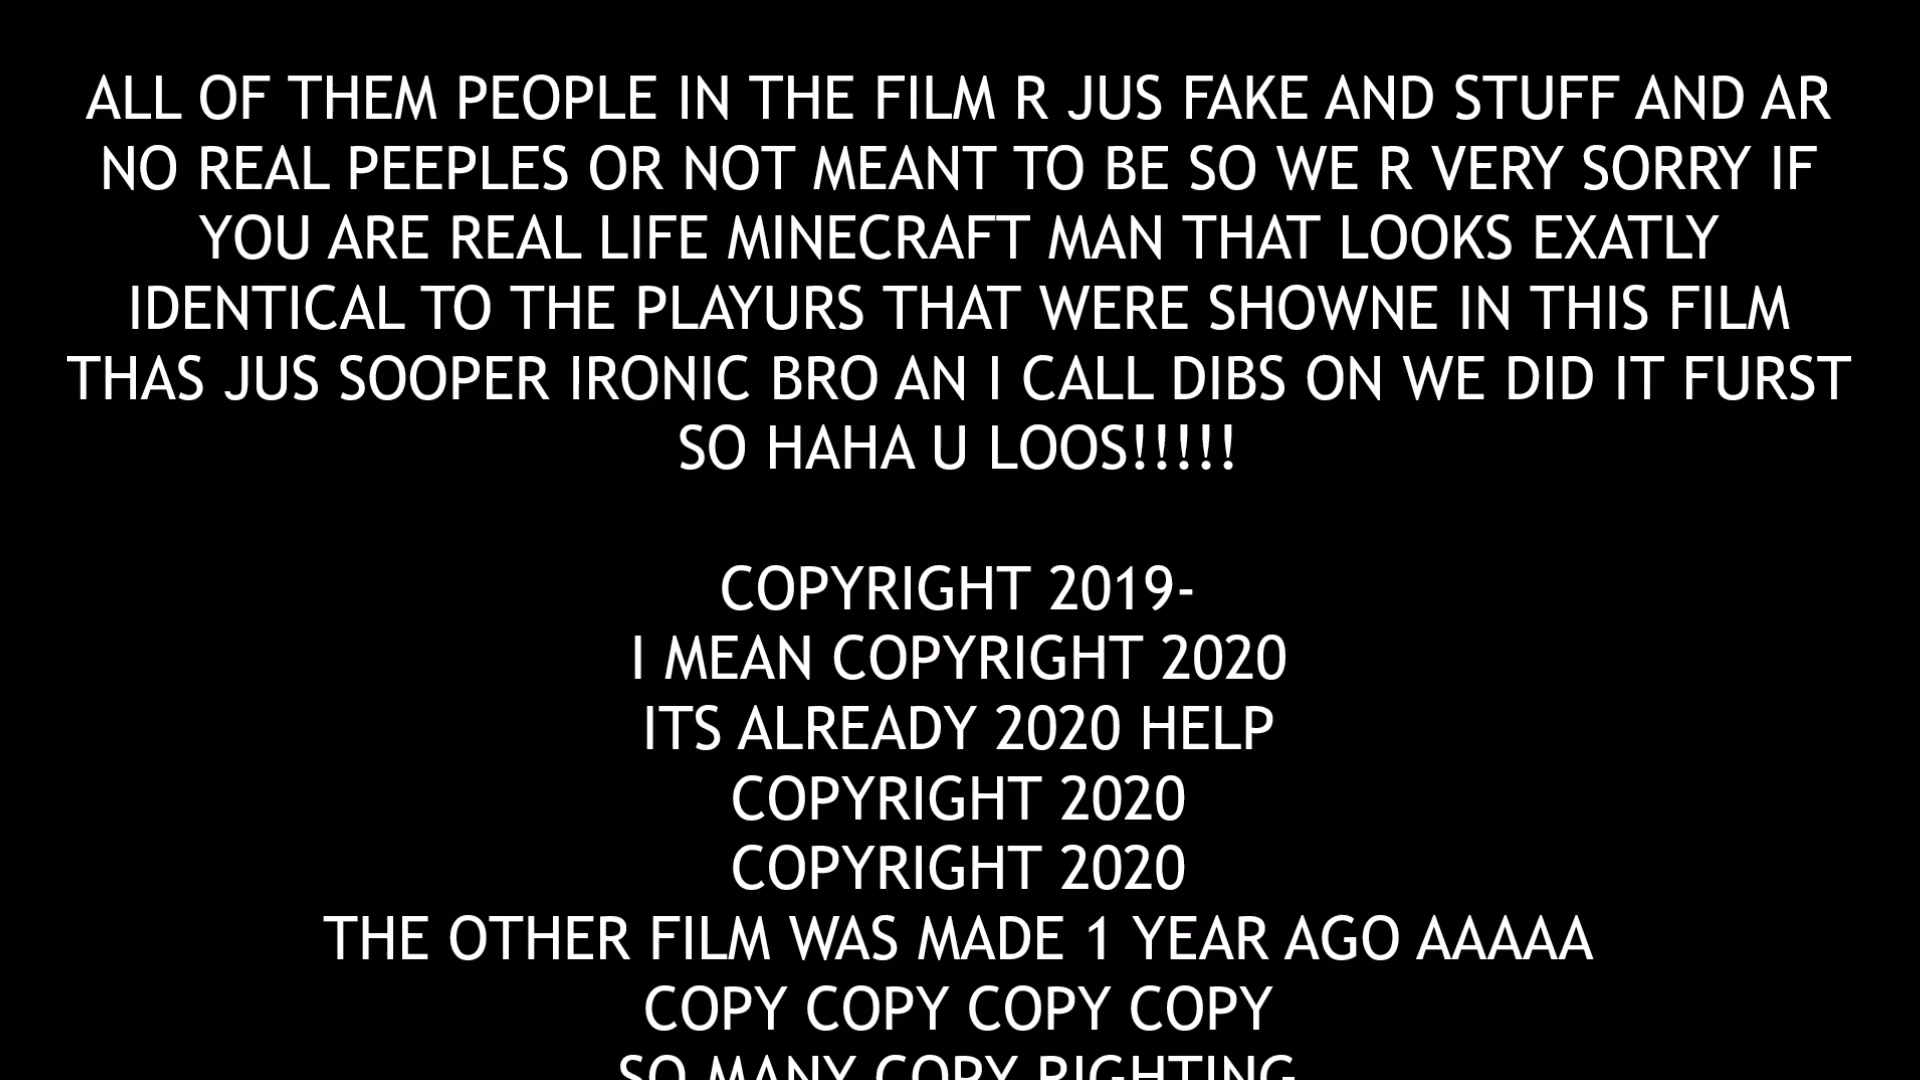 ALL OF THEM PEOPLE IN THE FILM R JUS FAKE AND STUFF AND AR
NO REAL PEEPLES OR NOT MEANT TO BE SO WE R VERY SORRY IF
YOU ARE REAL LIFE MINECRAFT MAN THAT LOOKS EXATLY
IDENTICAL TO THE PLAYURS THAT WERE SHOWNE IN THIS FILM
THAS JUS SOOPER IRONIC BRO AN I CALL DIBS ON WE DID IT FURST
SO HAHA U LOOS!!!!!
COPYRIGHT 2019-
I MEAN COPYRIGHT 2020
ITS ALREADY 2020 HELP
COPYRIGHT 2020
COPYRIGHT 2020
THE OTHER FILM WAS MADE 1 YEAR AGO AAAAA
COPY COPY COPY COPY
SO MANY COPY RIGHTING